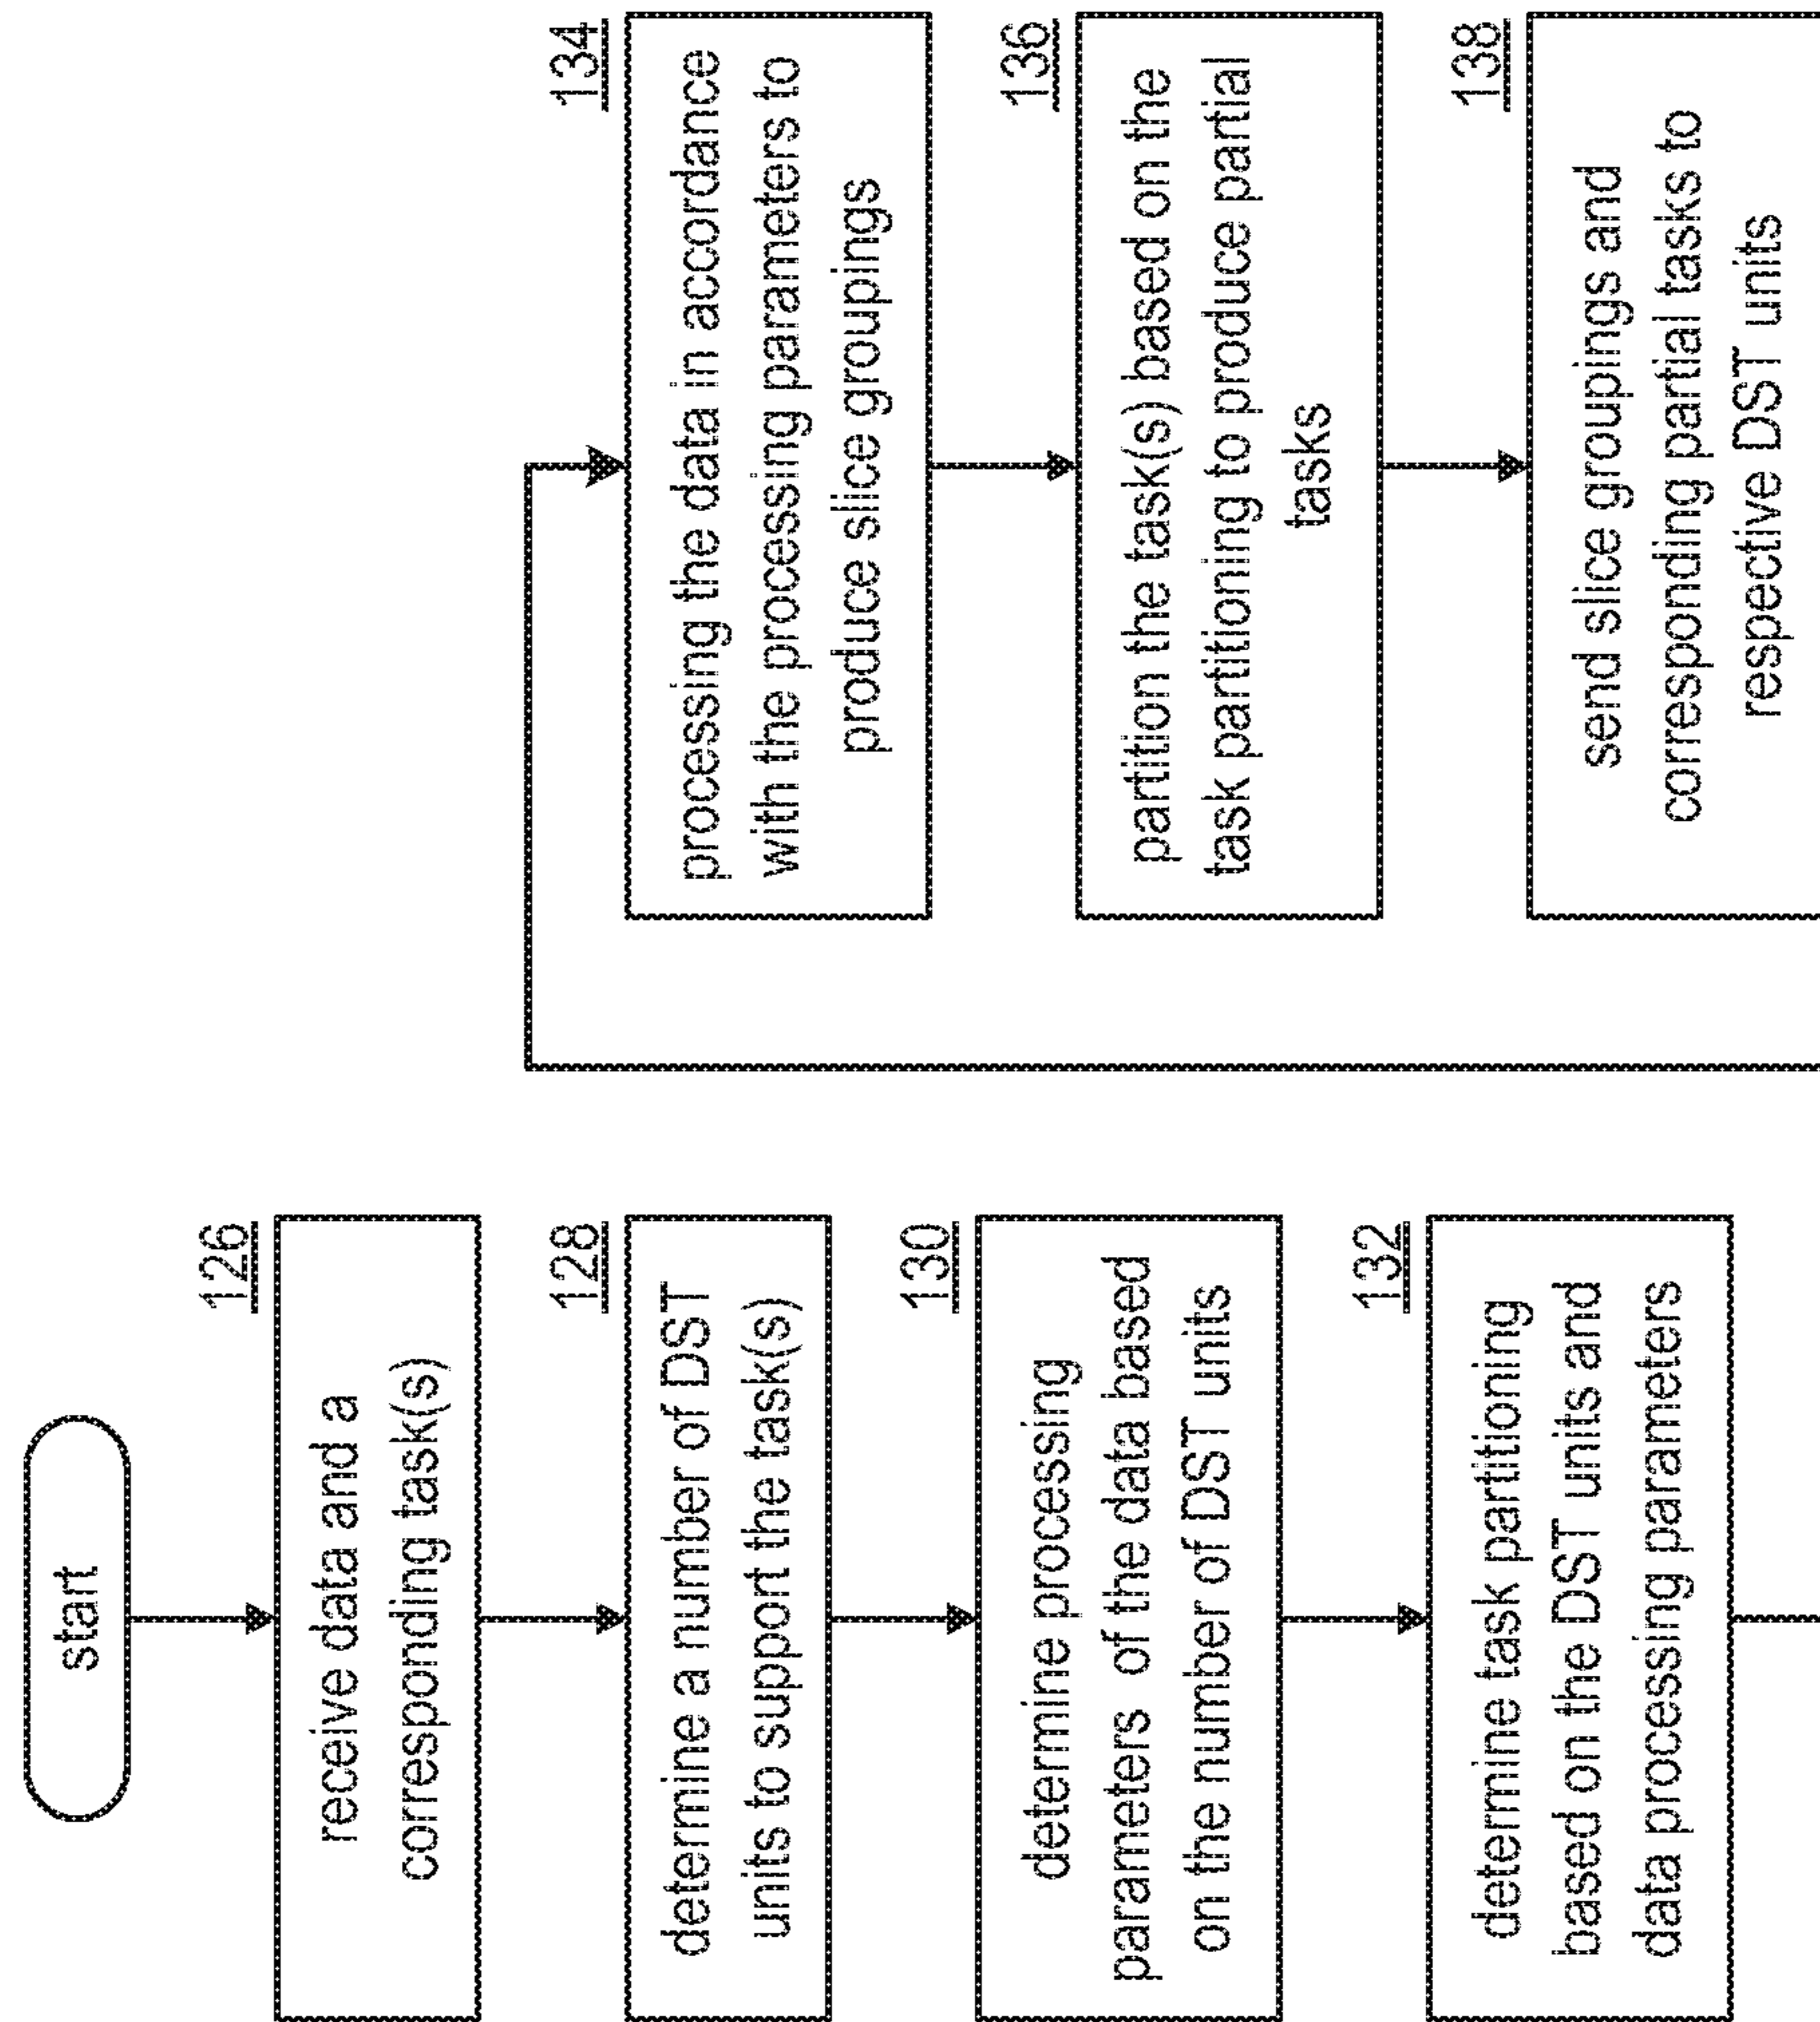 start
126
receive data and a
corresponding task(s)
128
determine a number of DST
units to support the task(s)
130
determine processing
parameters of the data based
on the number of DST units
132
determine task partitioning
based on the DST units and
data processing parameters
134
processing the data in accordance
with the processing parameters to
produce slice groupings
136
partition the task(s) based on the
task partitioning to produce partial
tasks
138
send slice groupings and
corresponding partial tasks to
respective DST units